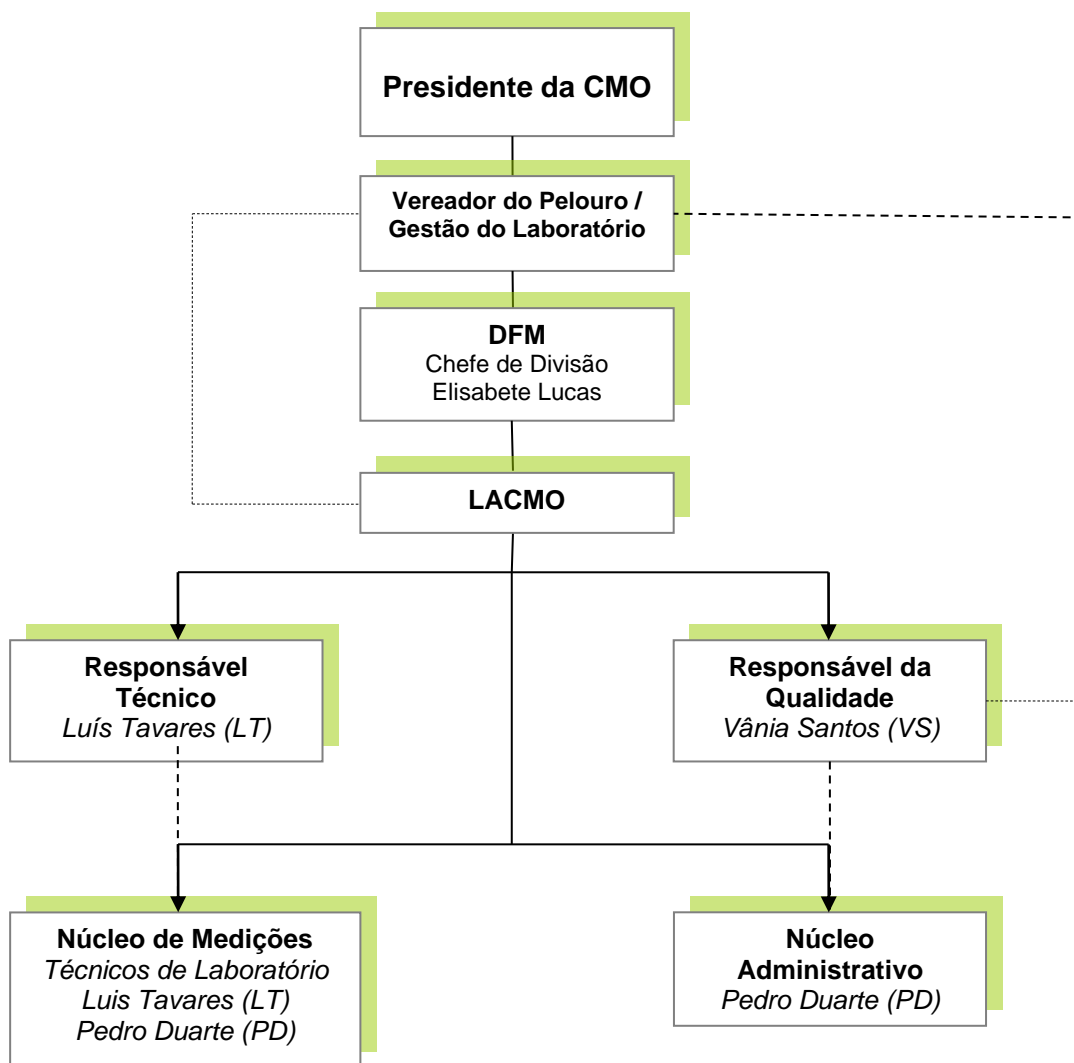 Presidente da CMO
Vereador do Pelouro /
Gestão do Laboratório
DFM
Chefe de Divisão
Elisabete Lucas
LACMO
Responsável
Técnico
Luís Tavares (LT)
Responsável da
Qualidade
Vânia Santos (VS)
Núcleo de Medições
Técnicos de Laboratório
Luis Tavares (LT)
Pedro Duarte (PD)
Núcleo
Administrativo
Pedro Duarte (PD)